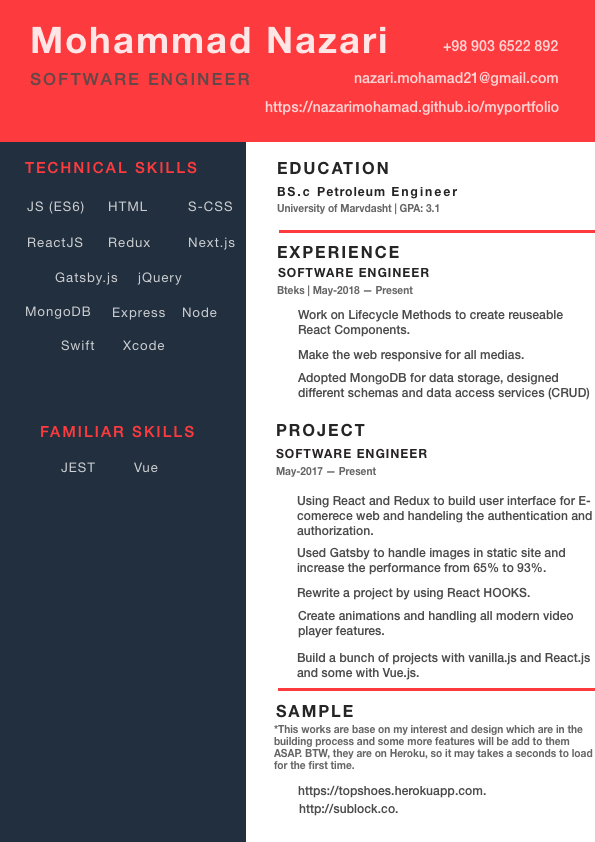 Mohammad Nazari
+98 903 6522 892
SOFTWARE ENGINEER
nazari.mohamad21@gmail.com
https://nazarimohamad.github.io/myportfolio
TECHNICAL SKILLS
JS (ES6) HTML S-CSS
ReactJS Redux Next.js
Gatsby.js jQuery
MongoDB Express Node
Swift Xcode
FAMILIAR SKILLS
JEST Vue
EDUCATION
BS.c Petroleum Engineer
University of Marvdasht | GPA: 3.1
EXPERIENCE
SOFTWARE ENGINEER
Bteks | May-2018 — Present
Work on Lifecycle Methods to create reuseable
React Components.
Make the web responsive for all medias.
Adopted MongoDB for data storage, designed
different schemas and data access services (CRUD)
PROJECT
SOFTWARE ENGINEER
May-2017 — Present
Using React and Redux to build user interface for E-
comerece web and handeling the authentication and
authorization.
Used Gatsby to handle images in static site and
increase the performance from 65% to 93%.
Rewrite a project by using React HOOKS.
Create animations and handling all modern video
player features.
Build a bunch of projects with vanilla.js and React.js
and some with Vue.js.
SAMPLE
*This works are base on my interest and design which are in the
building process and some more features will be add to them
ASAP. BTW, they are on Heroku, so it may takes a seconds to load
for the first time.
https://topshoes.herokuapp.com.
http://sublock.co.